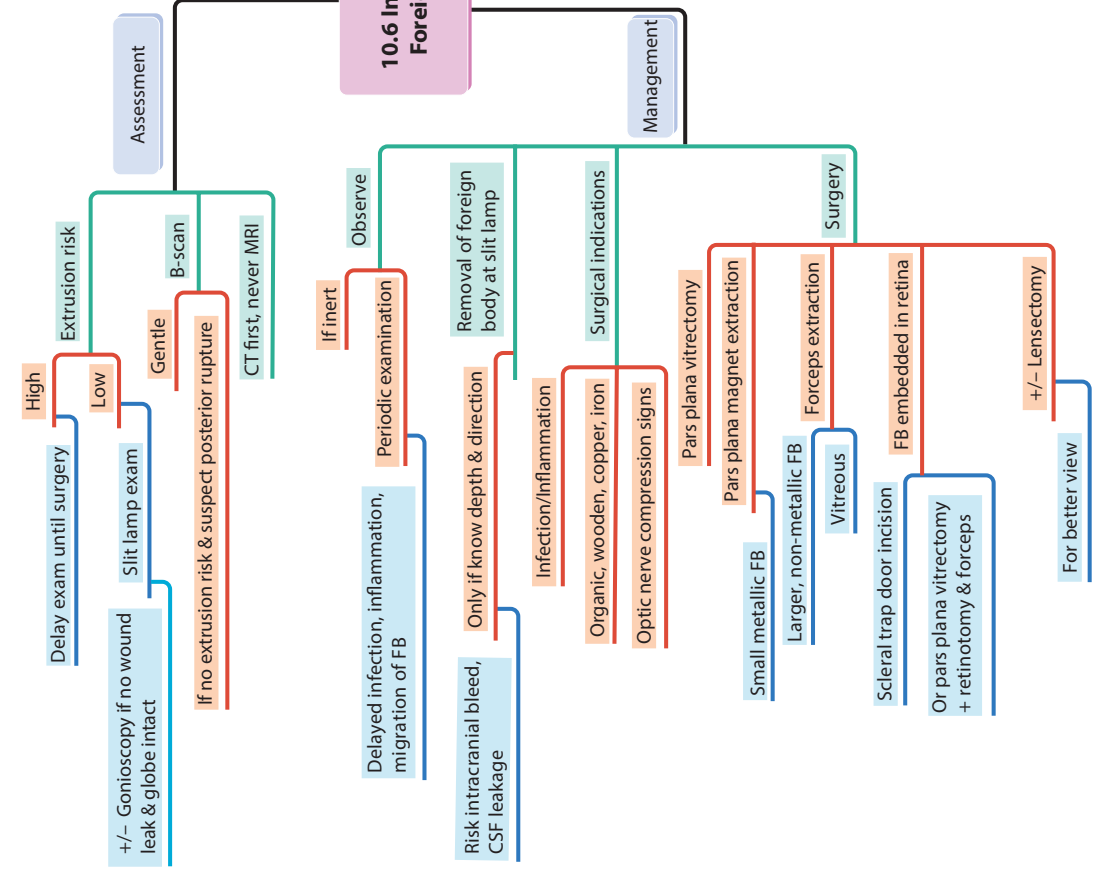 10.6 In
Forei
Assessment
Extrusion risk
High
Delay exam until surgery
Low
Slit lamp exam
+/− Gonioscopy if no wound
leak & globe intact
B-scan
Gentle
If no extrusion risk & suspect posterior rupture
CT first, never MRI
Management
Observe
If inert
Periodic examination
Delayed infection, inflammation,
migration of FB
Removal of foreign
body at slit lamp
Only if know depth & direction
Risk intracranial bleed,
CSF leakage
Surgical indications
Infection/Inflammation
Organic, wooden, copper, iron
Optic nerve compression signs
Surgery
Pars plana vitrectomy
Pars plana magnet extraction
Small metallic FB
Forceps extraction
Larger, non-metallic FB
Vitreous
FB embedded in retina
Scleral trap door incision
Or pars plana vitrectomy
+ retinotomy & forceps
+/− Lensectomy
For better view